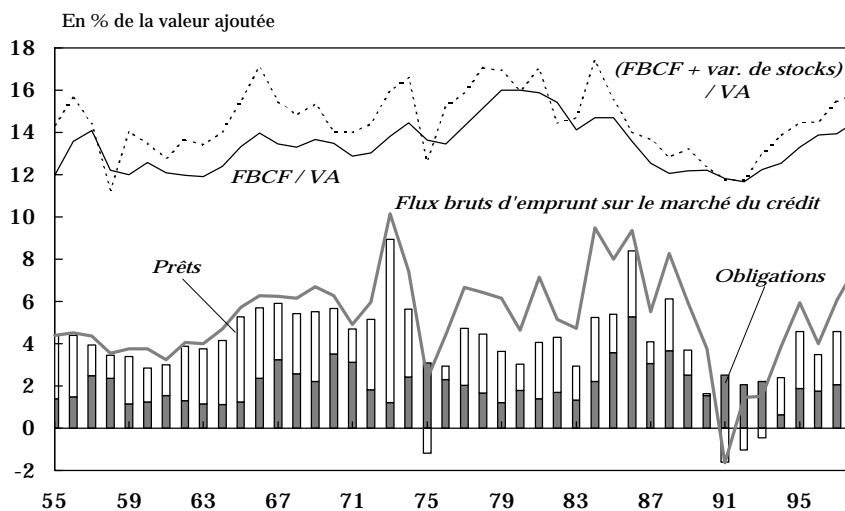 En % de la valeur ajoutée
18
16
14
12
10
8
6
4
2
0
-2
(FBCF + var. de stocks)
/ VA
FBCF / VA
Flux bruts d'emprunt sur le marché du crédit
Prêts
Obligations
55 59 63 67 71 75 79 83 87 91 95